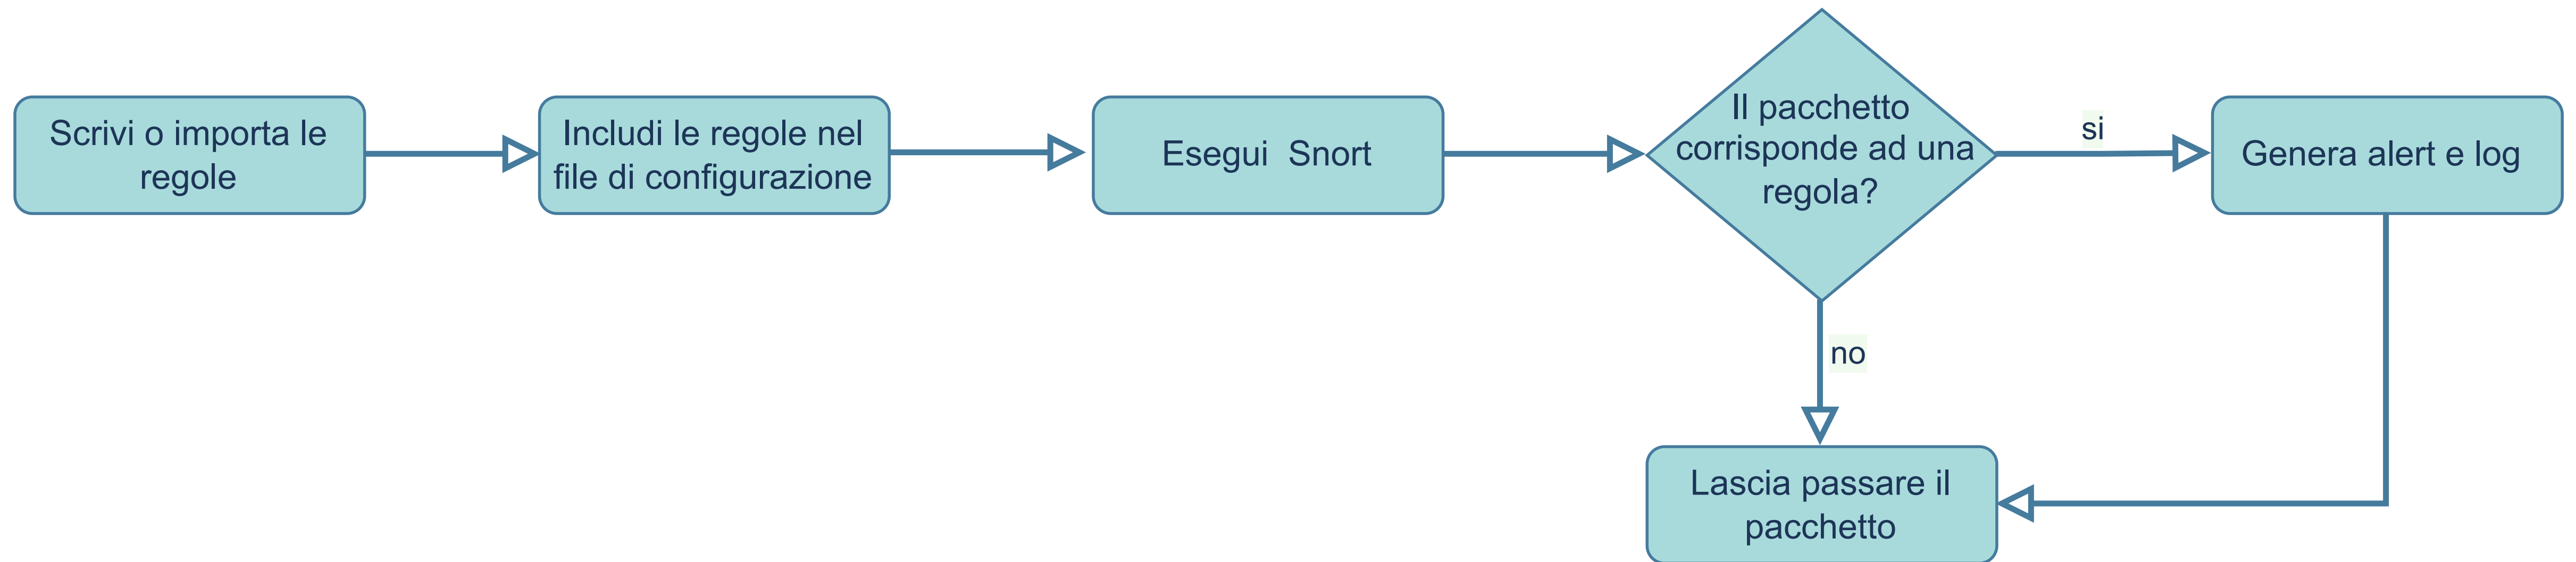 Scrivi o importa le
regole
Includi le regole nel
file di configurazione
Esegui  Snort
Il pacchetto
corrisponde ad una
regola?
si
Genera alert e log
no
Lascia passare il
pacchetto